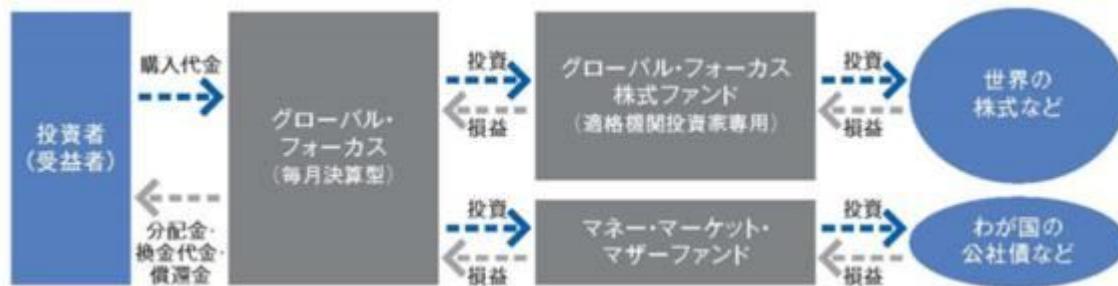 投資者
(受益者)
購入代金
分配金・
換金代金・
償還金
グローバル・
フォーカス
(毎月決算型)
投資
損益
グローバル・フォーカス
株式ファンド
(適格機関投資家専用)
投資
損益
世界の
株式など
投資
損益
マネー・マーケット・
マザーファンド
投資
損益
わが国の
公社債など